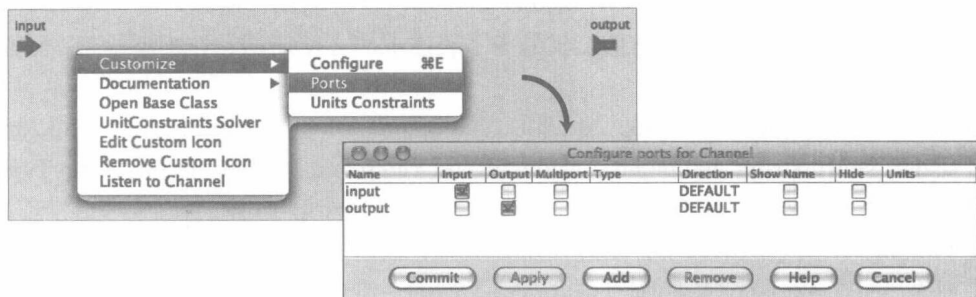 input
output
Customize
Documentation
Open Base Class
UnitConstraints Solver
Edit Custom Icon
Remove Custom Icon
Listen to Channel
Configure ⌘E
Ports
Units Constraints
Configure ports for Channel
Name Input Output Multiport Type Direction Show Name Hide Units
input DEFAULT
output DEFAULT
Commit Apply Add Remove Help Cancel